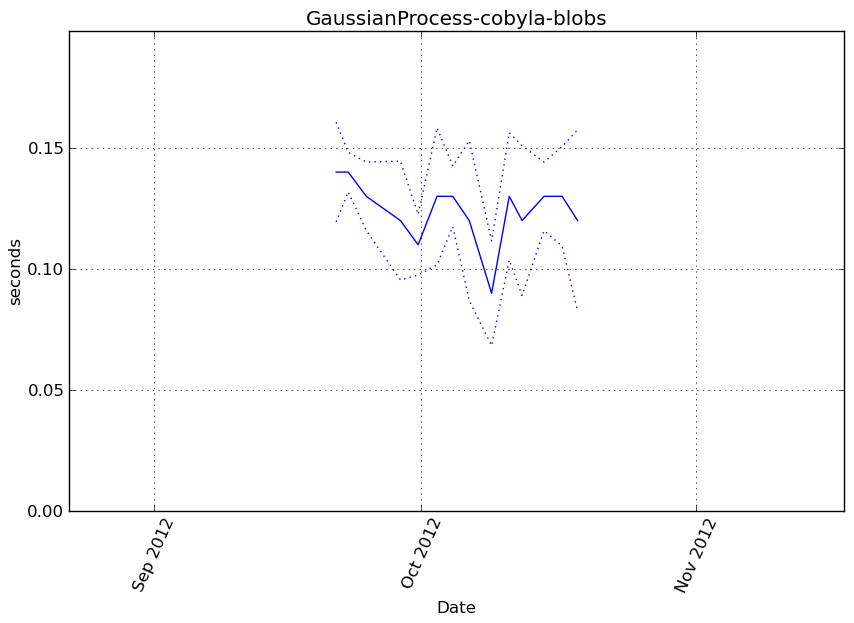 GaussianProcess-cobyla-blobs
seconds
0.15
0.10
0.05
0.00
Sep 2012
Oct 2012
Nov 2012
Date